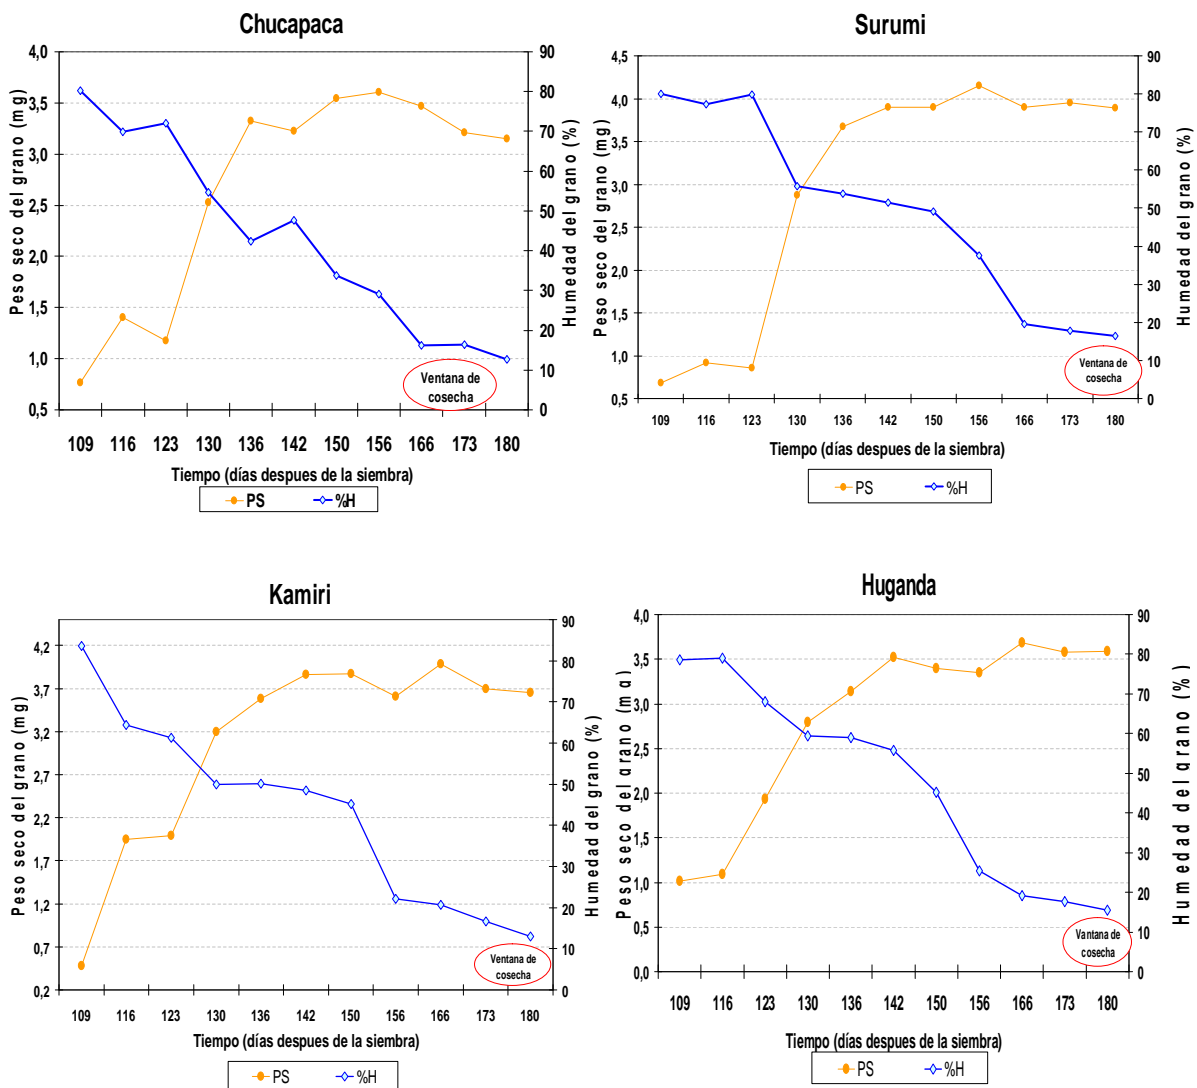 Chucapaca
Peso seco del grano (mg)
4,0
3,5
3,0
2,5
2,0
1,5
1,0
0,5
90
80
70
60
50
40
30
20
10
0
Humedad del grano (%)
Ventana de
cosecha
109 116 123 130 136 142 150 156 166 173 180
Tiempo (días despues de la siembra)
PS %H
Surumi
Peso seco del grano (mg)
4,5
4,0
3,5
3,0
2,5
2,0
1,5
1,0
0,5
90
80
70
60
50
40
30
20
10
0
Humedad del grano (%)
Ventana de
cosecha
109 116 123 130 136 142 150 156 166 173 180
Tiempo (días despues de la siembra)
PS %H
Kamiri
Peso seco del grano (mg)
4,2
3,7
3,2
2,7
2,2
1,7
1,2
0,7
0,2
90
80
70
60
50
40
30
20
10
0
Humedad del grano (%)
Ventana de
cosecha
109 116 123 130 136 142 150 156 166 173 180
Tiempo (días despues de la siembra)
PS %H
Huganda
Peso seco del grano (mg)
4,0
3,5
3,0
2,5
2,0
1,5
1,0
0,5
0,0
90
80
70
60
50
40
30
20
10
0
Humedad del grano (%
Vantana de
cosecha
109 116 123 130 136 142 150 156 166 173 180
Tiempo (días despues de la siembra)
PS %H